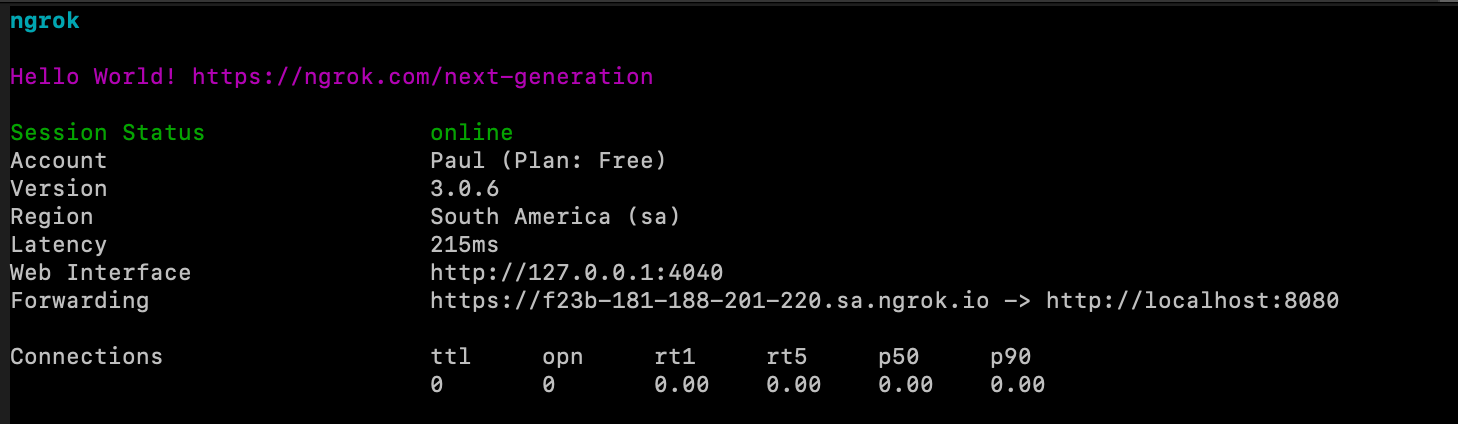 ngrok
Hello World! https://ngrok.com/next-generation
Session Status online
Account Paul (Plan: Free)
Version 3.0.6
Region South America (sa)
Latency 215ms
Web Interface http://127.0.0.1:4040
Forwarding https://f23b-181-188-201-220.sa.ngrok.io -> http://localhost:8080
Connections ttl opn rt1 rt5 p50 p90
0 0 0.00 0.00 0.00 0.00